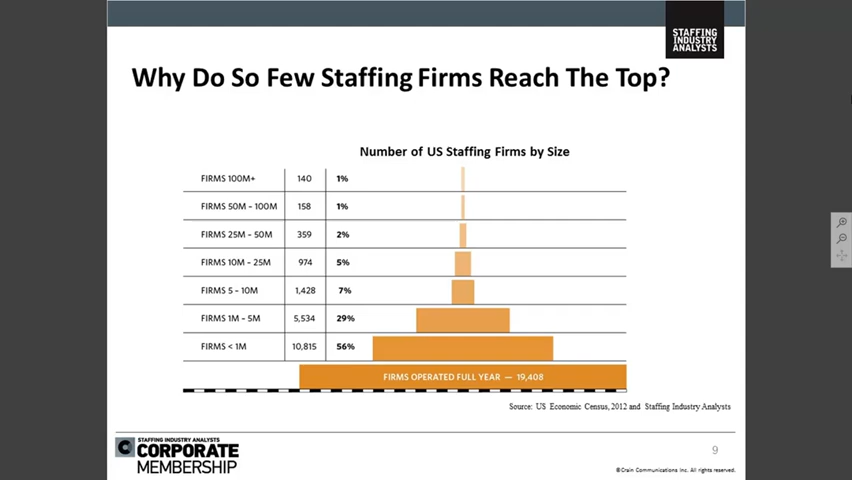 STAFFING
INDUSTRY
ANALYSTS
Why Do So Few Staffing Firms Reach The Top?
Number of US Staffing Firms by Size
FIRMS 100M+ 140 1%
FIRMS 50M - 100M 158 1%
FIRMS 25M - 50M 359 2%
FIRMS 10M - 25M 974 5%
FIRMS 5 - 10M 1,428 7%
FIRMS 1M - 5M 5,534 29%
FIRMS < 1M 10,815 56%
FIRMS OPERATED FULL YEAR — 19,408
Source: US Economic Census, 2012 and Staffing Industry Analysts
STAFFING INDUSTRY ANALYSTS
C CORPORATE
MEMBERSHIP
9
©Crain Communications Inc. All rights reserved.